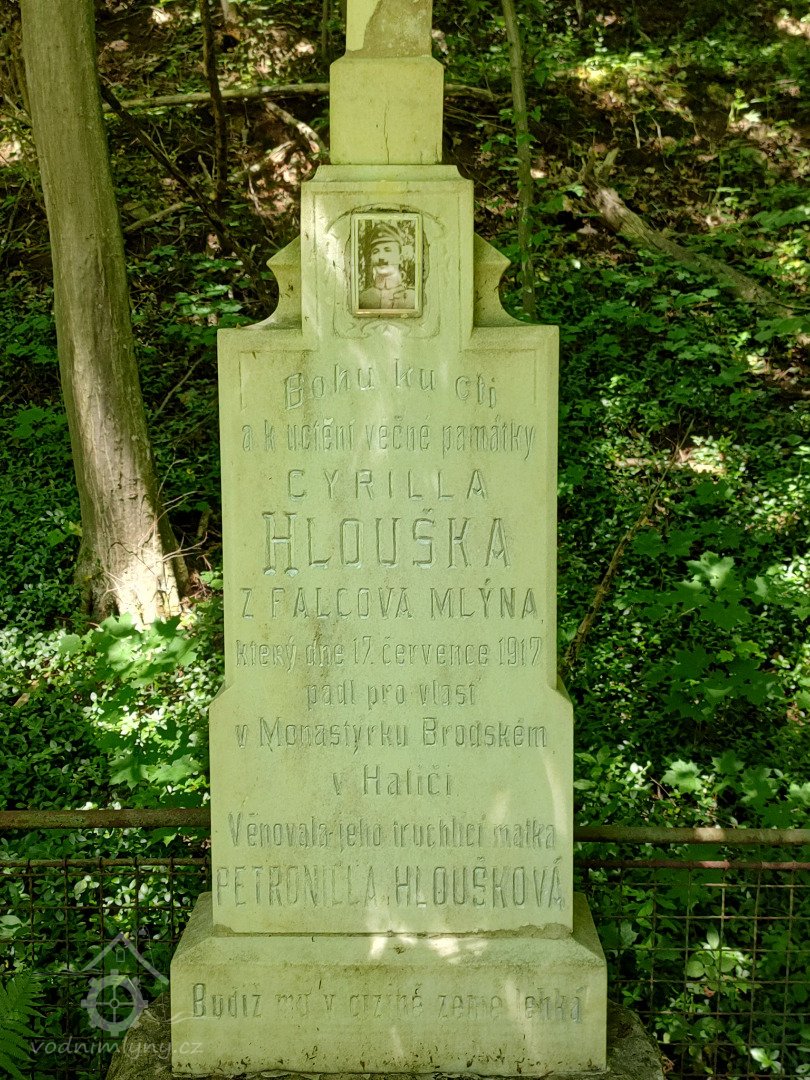 Bohu ku cti
a k uctění věčné památky
CYRILLA
HLOUŠKA
Z FALCOVA MLÝNA
který dne 17. července 1917
padl pro vlasť
v Monastyrku Brodském
v Haliči.
Věnovala jeho truchlící matka
PETRONILLA HLOUŠKOVÁ
Budiž mu v cizině země lehká
vodnimlyny.cz